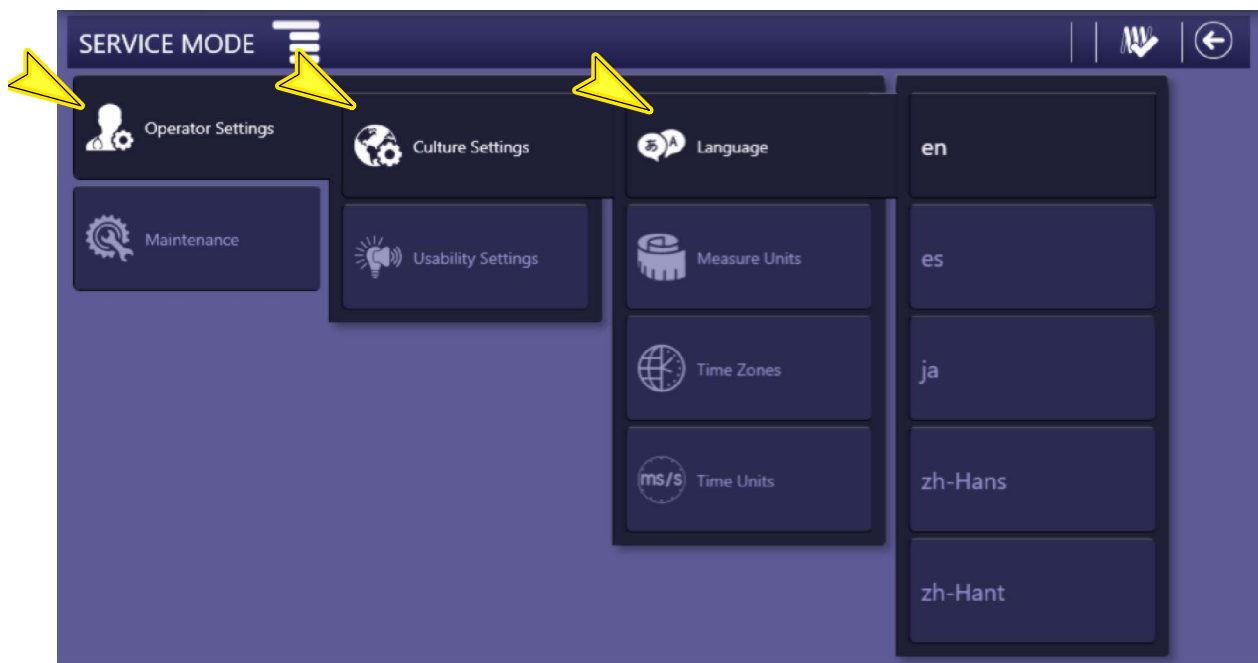 SERVICE MODE
Operator Settings
Maintenance
Culture Settings
Usability Settings
あ A Language
Measure Units
Time Zones
ms/s Time Units
en
es
ja
zh-Hans
zh-Hant